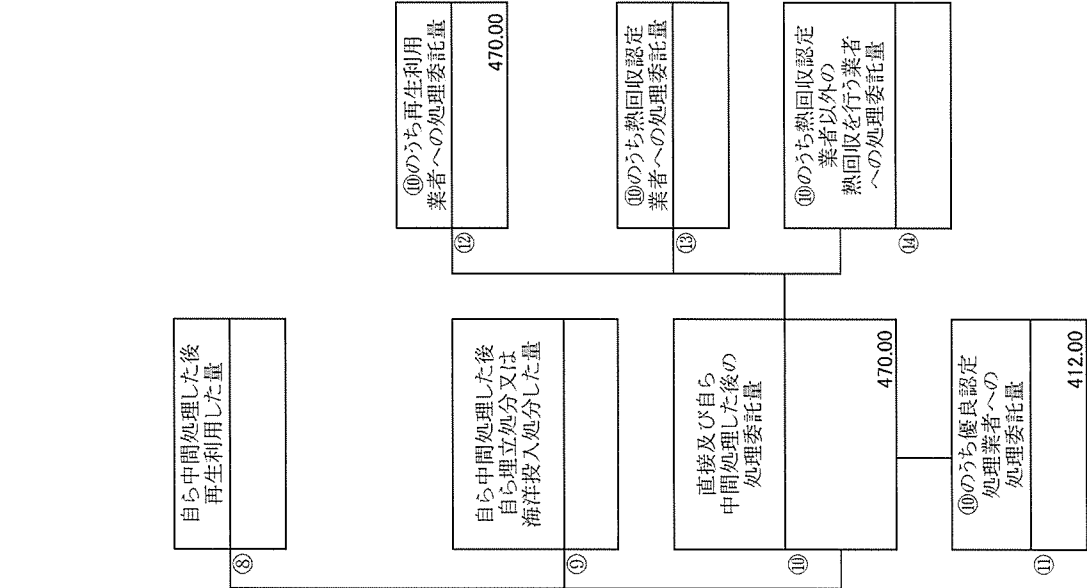 自ら中間処理した後
再生利用した量
⑧
自ら中間処理した後
自ら埋立処分又は
海洋投入処分した量
⑨
直接及び自ら
中間処理した後の
処理委託量
470.00
⑩
⑩のうち優良認定
処理業者への
処理委託量
412.00
⑪
⑩のうち再生利用
業者への処理委託量
470.00
⑫
⑩のうち熱回収認定
業者への処理委託量
⑬
⑩のうち熱回収認定
業者以外の
熱回収を行う業者
への処理委託量
⑭